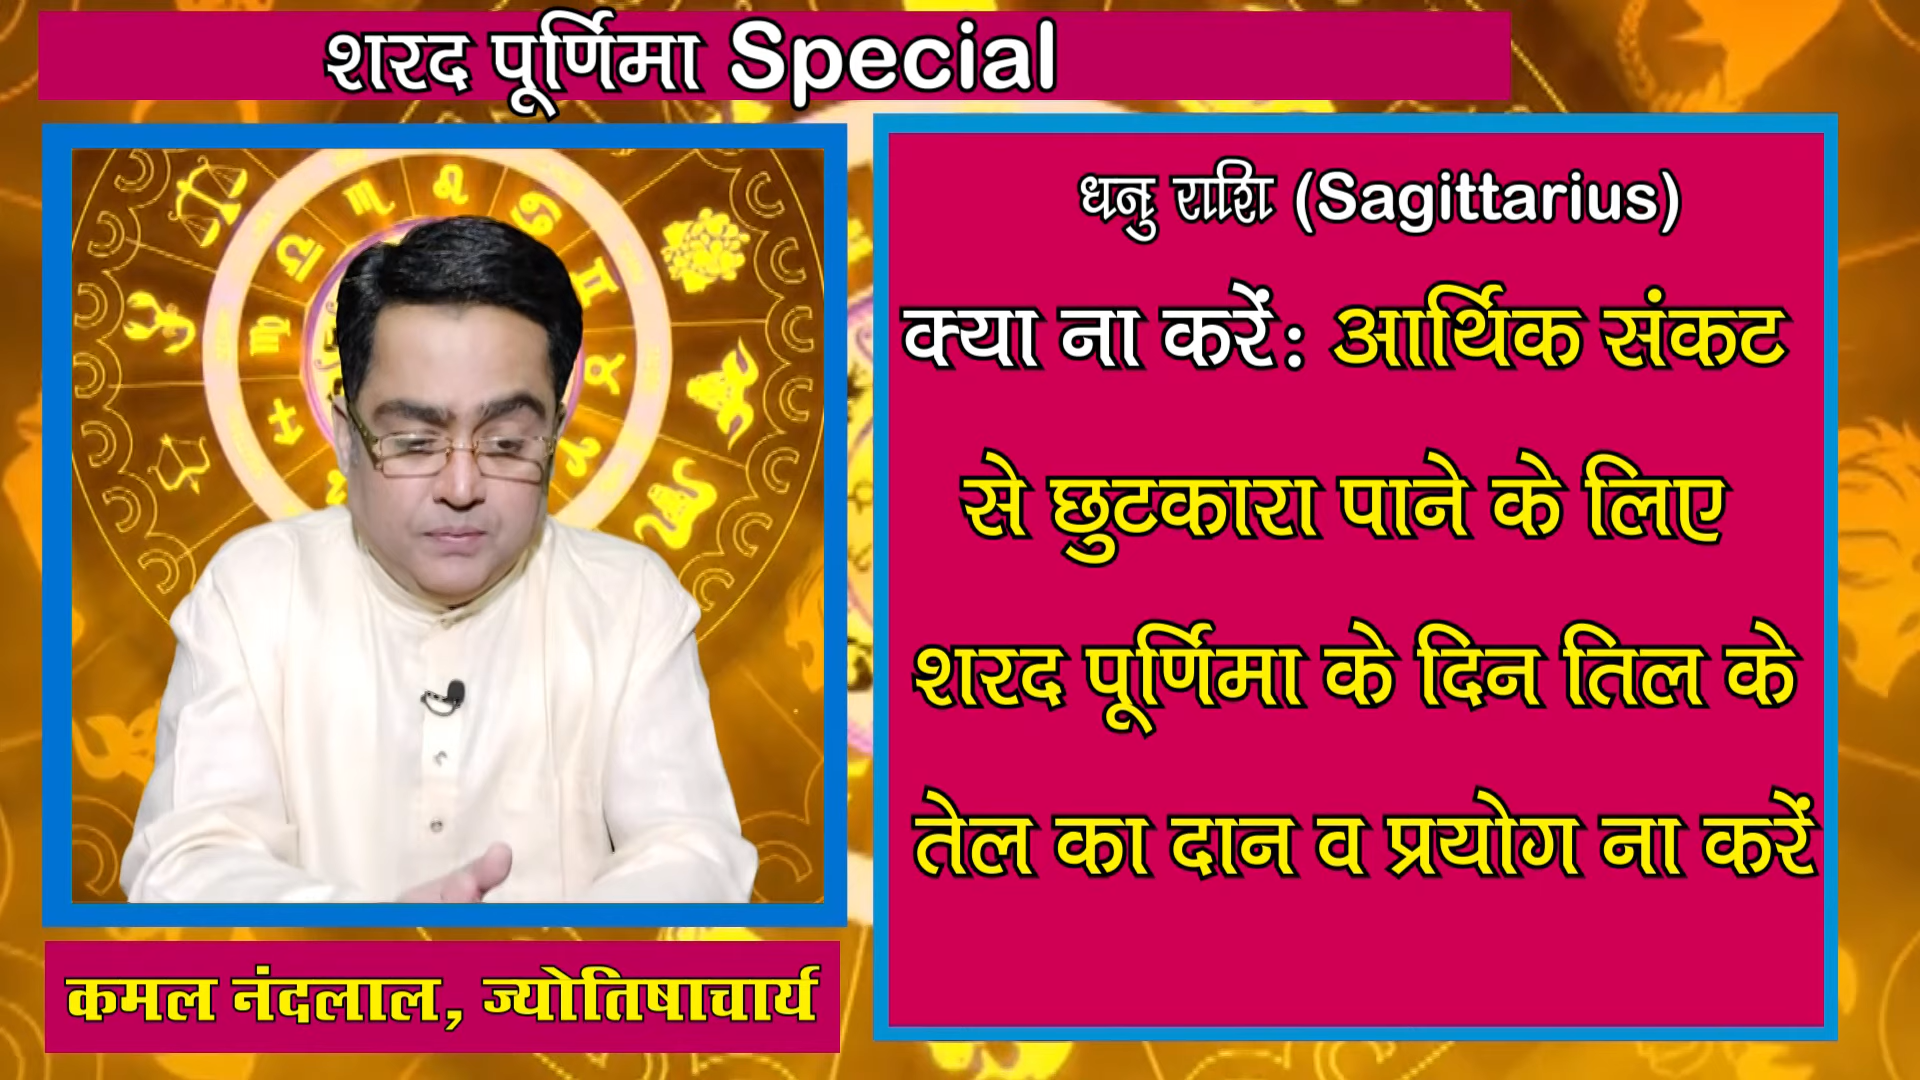 शरद पूर्णिमा Special
धनु राशि (Sagittarius)
क्या ना करें: आर्थिक संकट
से छुटकारा पाने के लिए
शरद पूर्णिमा के दिन तिल के
तेल का दान व प्रयोग ना करें
कमल नंदलाल, ज्योतिषाचार्य